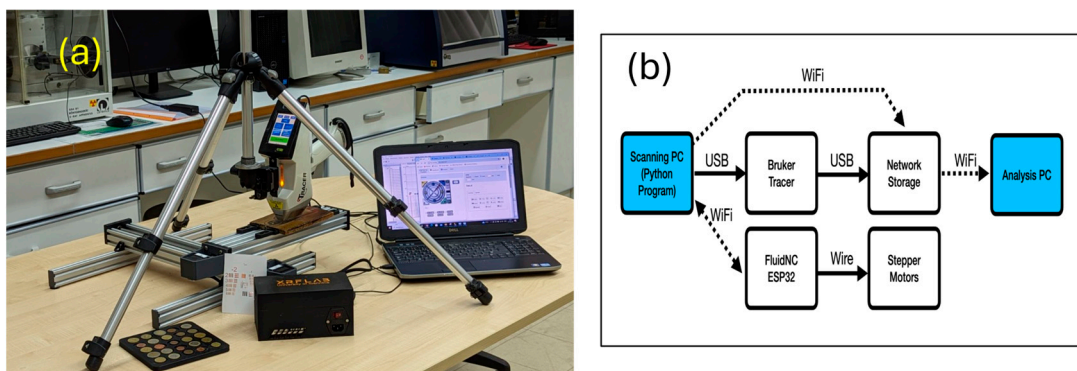 (a)
TRACER
XRFLAB
DELL
(b)
WiFi
Scanning PC
(Python
Program)
USB
Bruker
Tracer
USB
Network
Storage
WiFi
Analysis PC
WiFi
FluidNC
ESP32
Wire
Stepper
Motors